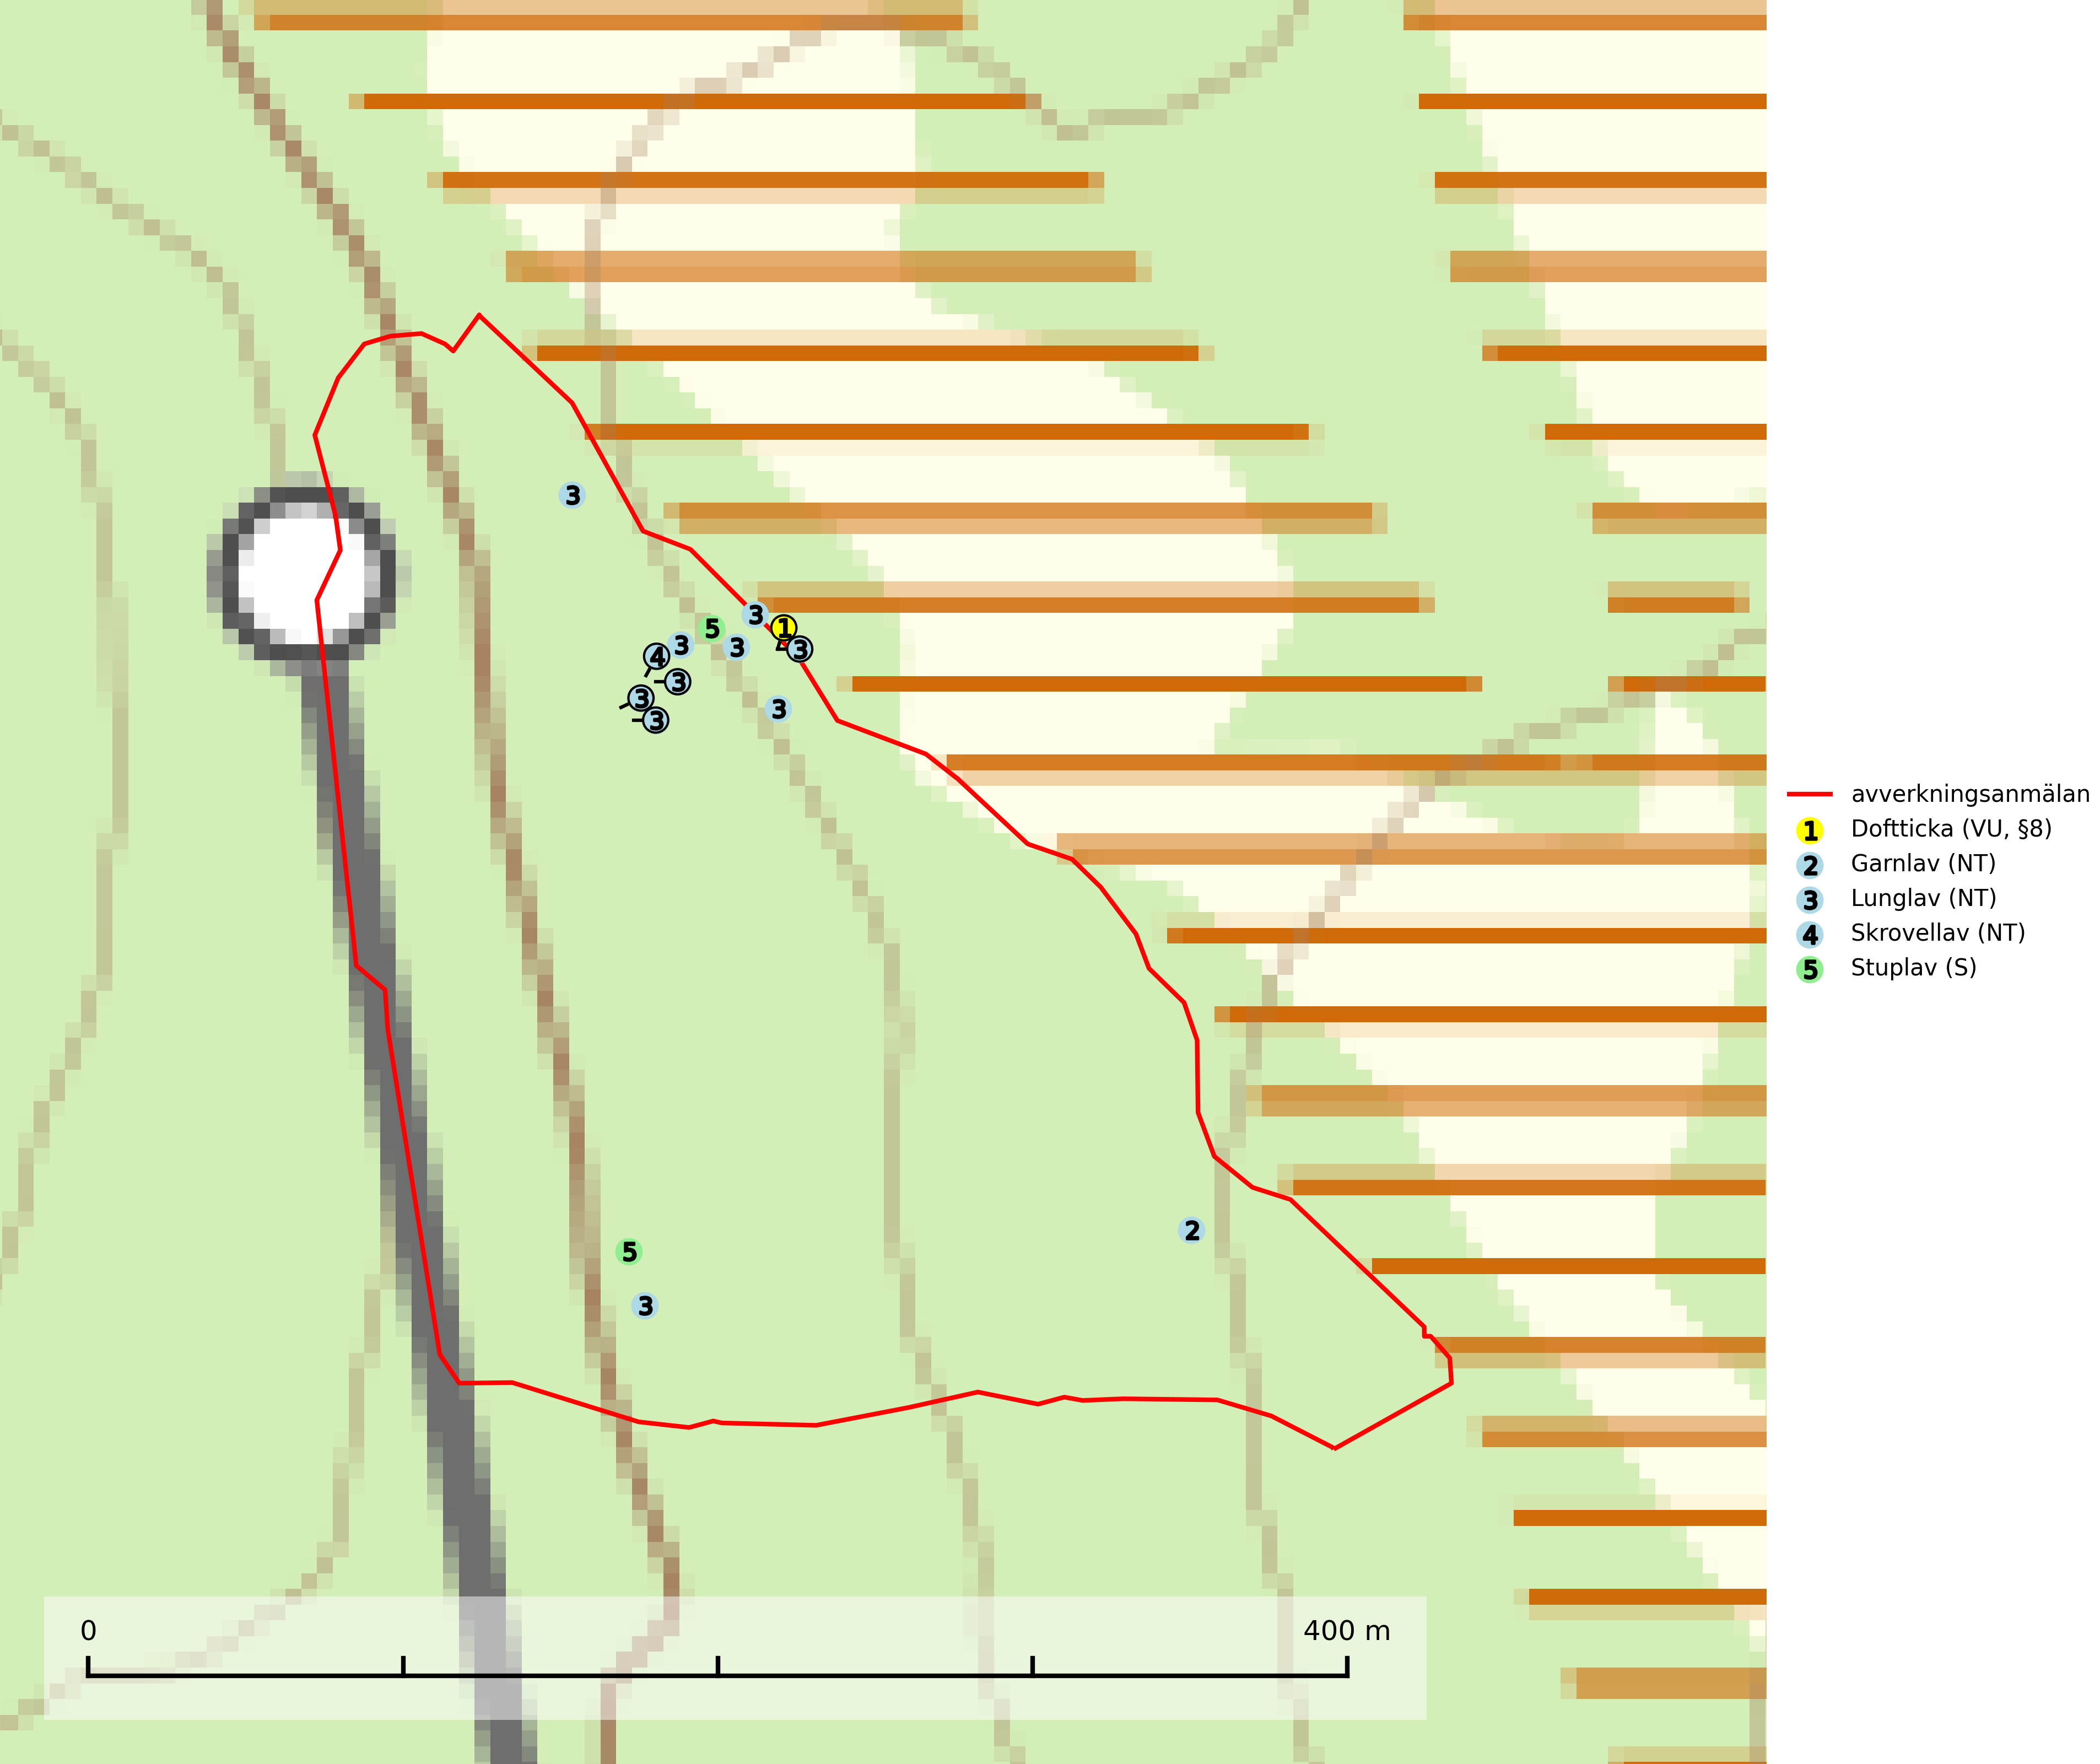 3
3
5
1
3
3
3
4
3
3
3
3
2
5
3
0
400 m
avverkningsanmälan
1 Doftticka (VU, §8)
2 Garnlav (NT)
3 Lunglav (NT)
4 Skrovellav (NT)
5 Stuplav (S)